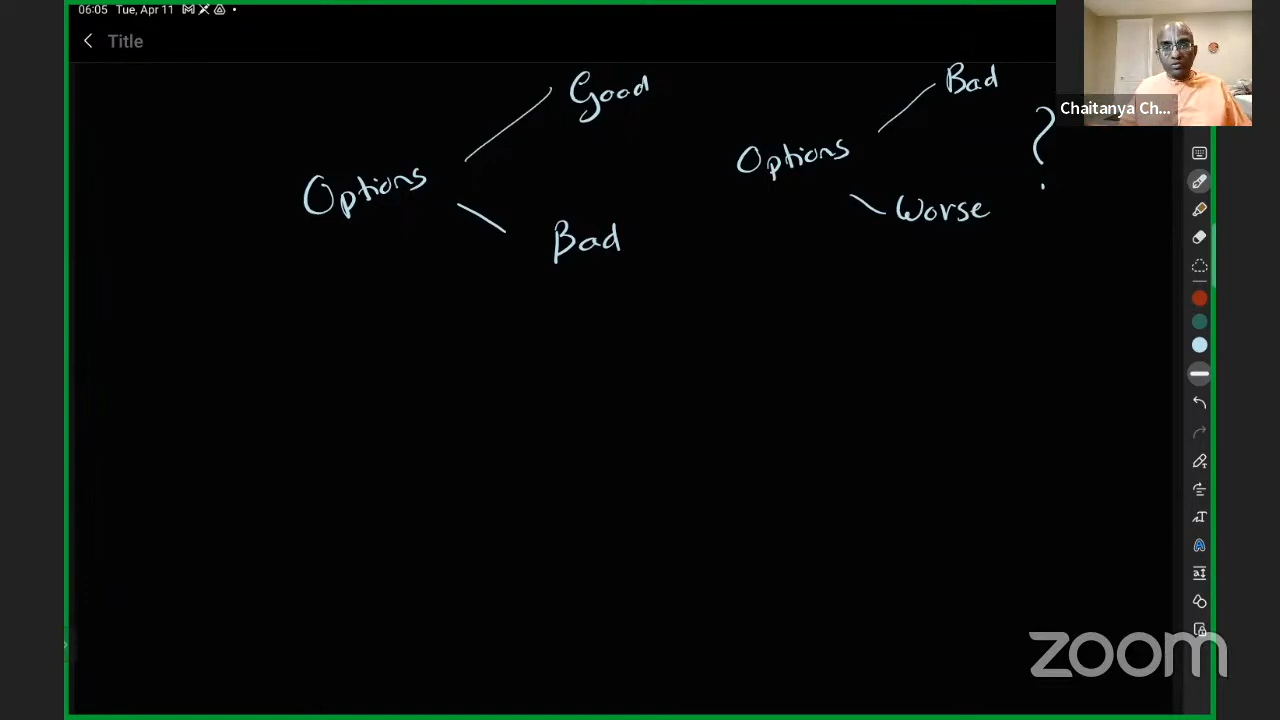 06:05 Tue, Apr 11
Title
Good
Options
Bad
Bad
Options
?
Worse
Chaitanya Ch...
zoom